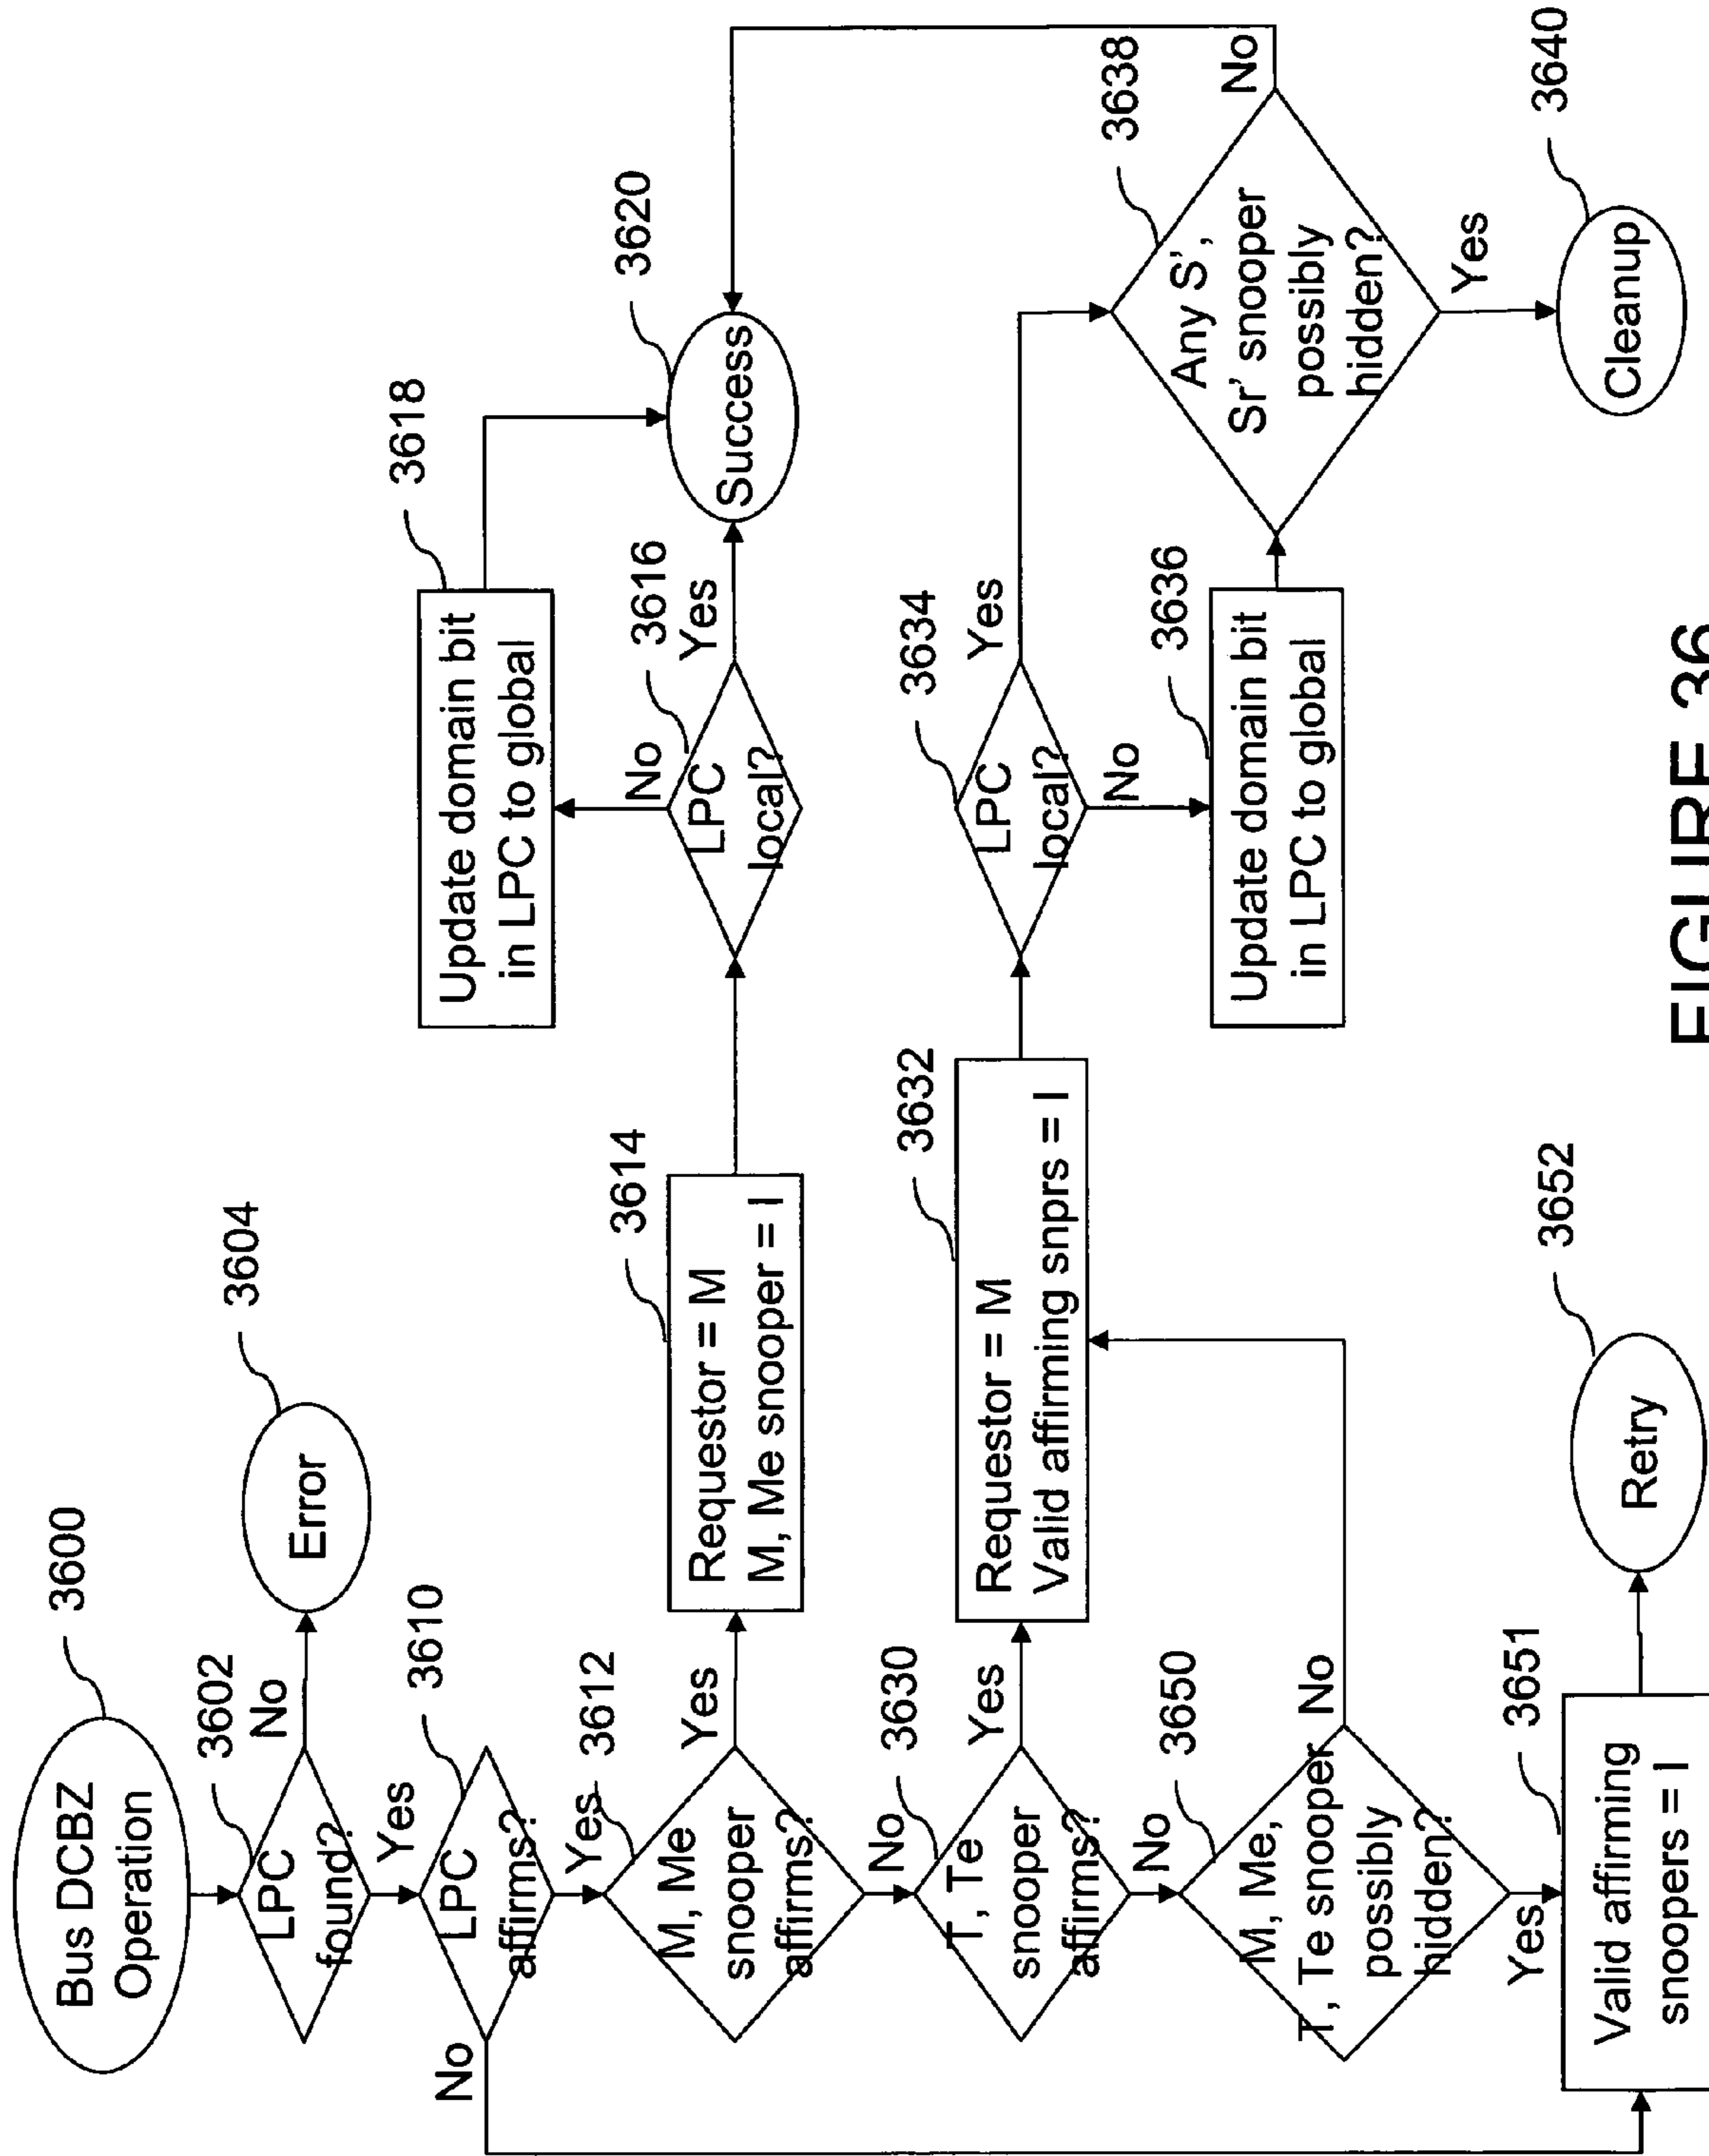 Bus DCBZ
Operation
3600
LPC
found?
3602
No
Error
3604
Yes
LPC
affirms?
3610
No
Yes
M, Me
snooper
affirms?
3612
Yes
Requestor = M
M, Me snooper = I
3614
LPC
local?
3616
No
Yes
Update domain bit
in LPC to global
3618
Success
3620
No
T, Te
snooper
affirms?
3630
Yes
Requestor = M
Valid affirming snprs = I
3632
LPC
local?
3634
Yes
No
Update domain bit
in LPC to global
3636
Any S',
Sr' snooper
possibly
hidden?
3638
No
Yes
Cleanup
3640
No
M, Me,
T, Te snooper
possibly
hidden?
3650
No
Yes
Valid affirming
snoopers = I
3651
Retry
3652
FIGURE 36